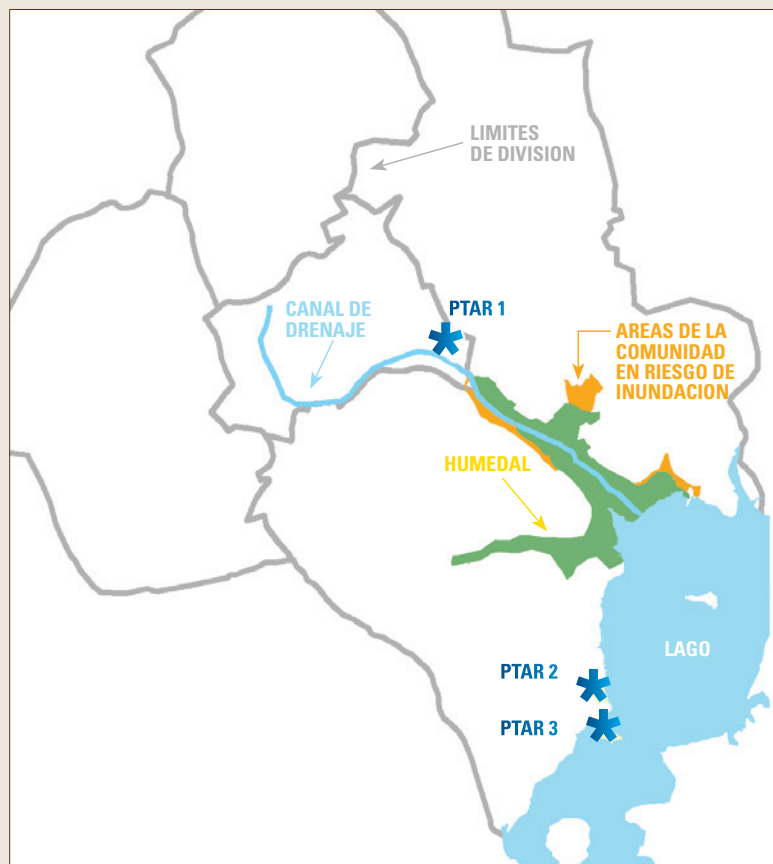 LIMITES
DE DIVISION
CANAL DE
DRENAJE
PTAR 1
AREAS DE LA
COMUNIDAD
EN RIESGO DE
INUNDACION
HUMEDAL
LAGO
PTAR 2
PTAR 3